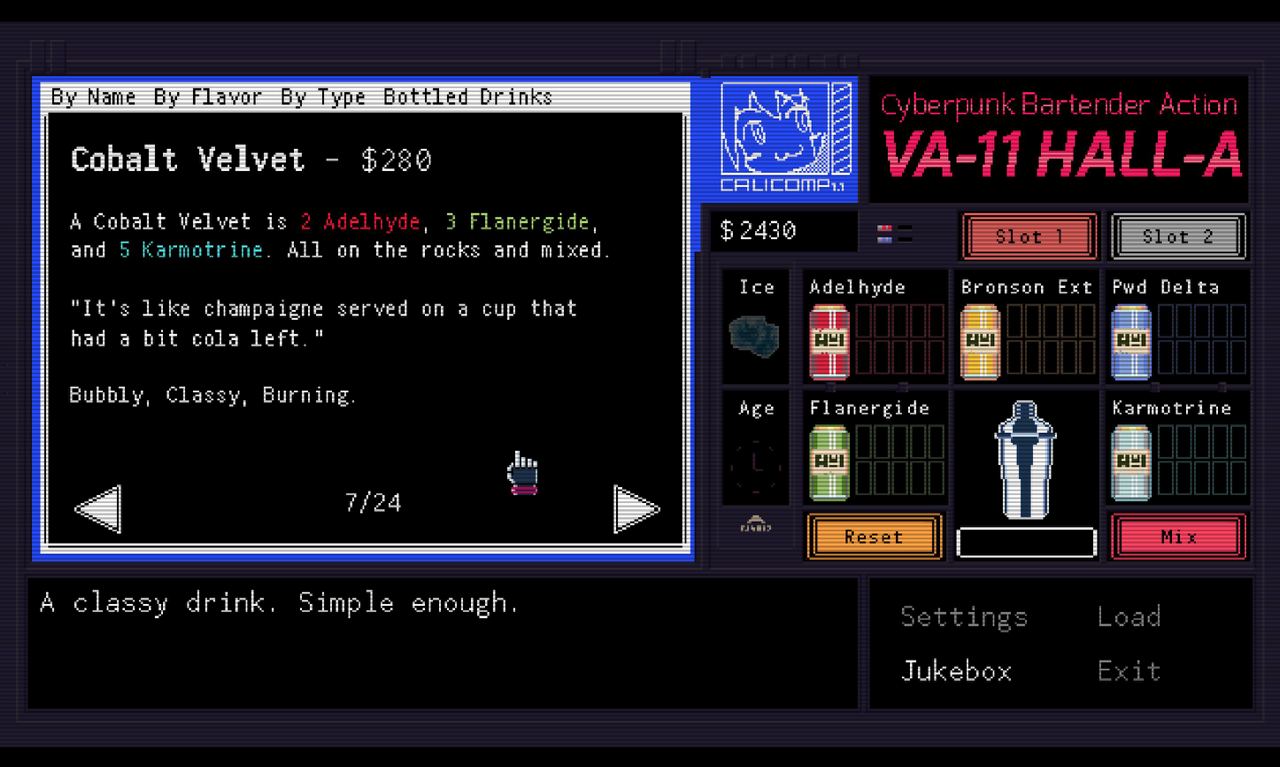 By Name By Flavor By Type Bottled Drinks
Cobalt Velvet - $280
A Cobalt Velvet is 2 Adelhyde, 3 Flanergide,
and 5 Karmotrine. All on the rocks and mixed.
"It's like champaigne served on a cup that
had a bit cola left."
Bubbly, Classy, Burning.
7/24
CALICOMP 1.1
Cyberpunk Bartender Action
VA-11 HALL-A
$2430
Slot 1
Slot 2
Ice
Adelhyde
Bronson Ext
Pwd Delta
Age
Flanergide
Karmotrine
Reset
Mix
A classy drink. Simple enough.
Settings
Load
Jukebox
Exit